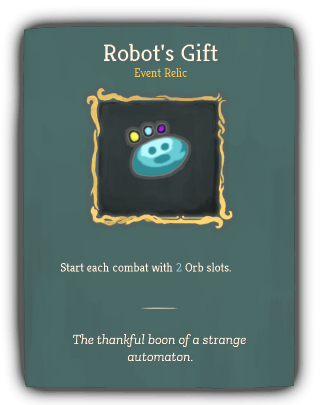 Robot's Gift
Event Relic
Start each combat with 2 Orb slots.
The thankful boon of a strange
automaton.